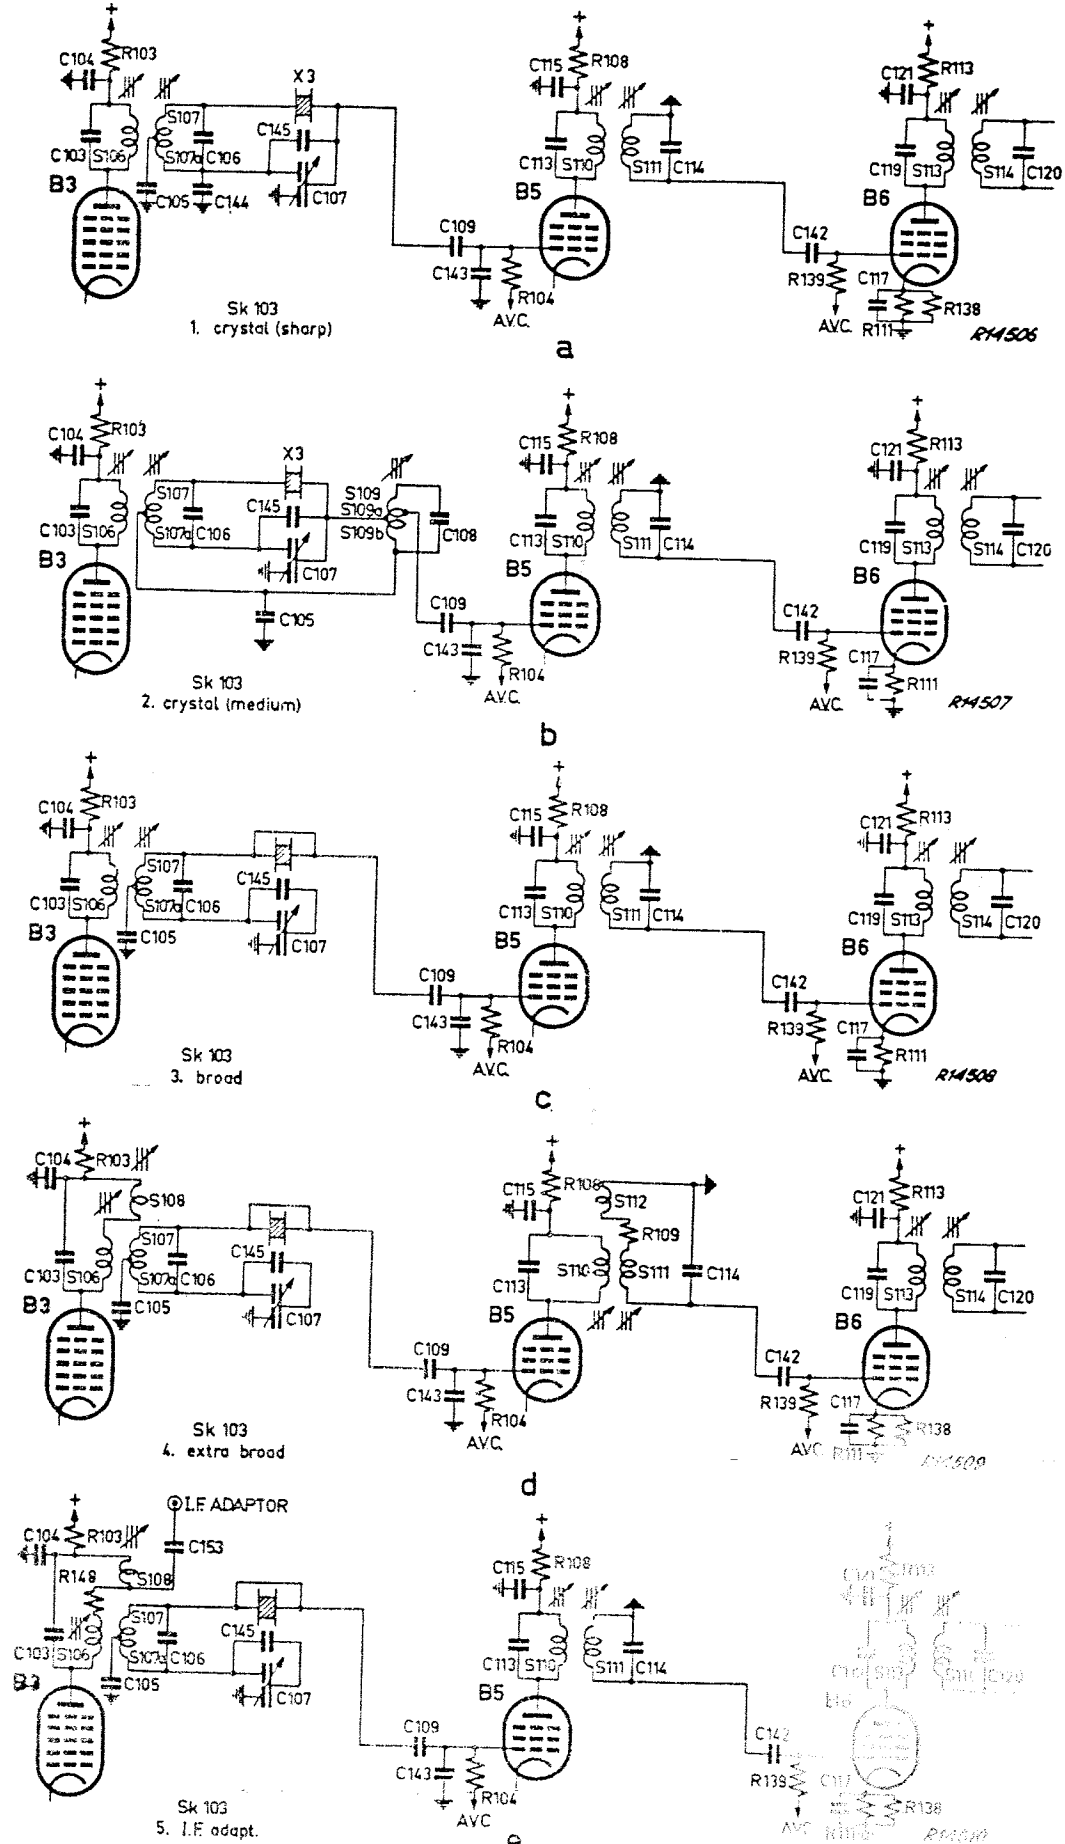 + + +
C104 R103 C115 R108 C121 R113
X3
S107 C145
C103 S106 S107a C106 C113 S110 S111 C114 C119 S113 S114 C120
B3 C105 C144 C107 B5 B6
C109 C142
C143 R104 R139 C117
A.V.C. A.V.C. R111 R138
Sk 103
1. crystal (sharp)
R14506
a
+ + +
C104 R103 C115 R108 C121 R113
X3
S107 C145 S109
S109a
C103 S106 S107a C106 S109b C108 C113 S110 S111 C114 C119 S113 S114 C120
B3 C107 B5 B6
C105 C109 C142
C143 R104 R139 C117 R111
A.V.C. A.V.C.
Sk 103
2. crystal (medium)
R14507
b
+ + +
C104 R103 C115 R108 C121 R113
S107 C145
C103 S106 S107a C106 C113 S110 S111 C114 C119 S113 S114 C120
B3 C105 C107 B5 B6
C109 C142
C143 R104 R139 C117 R111
A.V.C. A.V.C.
Sk 103
3. broad
R14508
c
+ + +
C104 R103 C115 R108 S112 C121 R113
S108 R109
S107 C145
C103 S106 S107a C106 C113 S110 S111 C114 C119 S113 S114 C120
B3 C105 C107 B5 B6
C109 C142
C143 R104 R139 C117 R138
A.V.C. AVC R111
Sk 103
4. extra broad
R14509
d
I.F. ADAPTOR
+ +
C104 R103 C153 C115 R108
R148 S108
S107 C145
C103 S106 S107a C106 C113 S110 S111 C114
B3 C105 C107 B5
C109 C142
C143 R104 R139 C117 R138
AVC AVC
Sk 103
5. I.F. adapt.
e